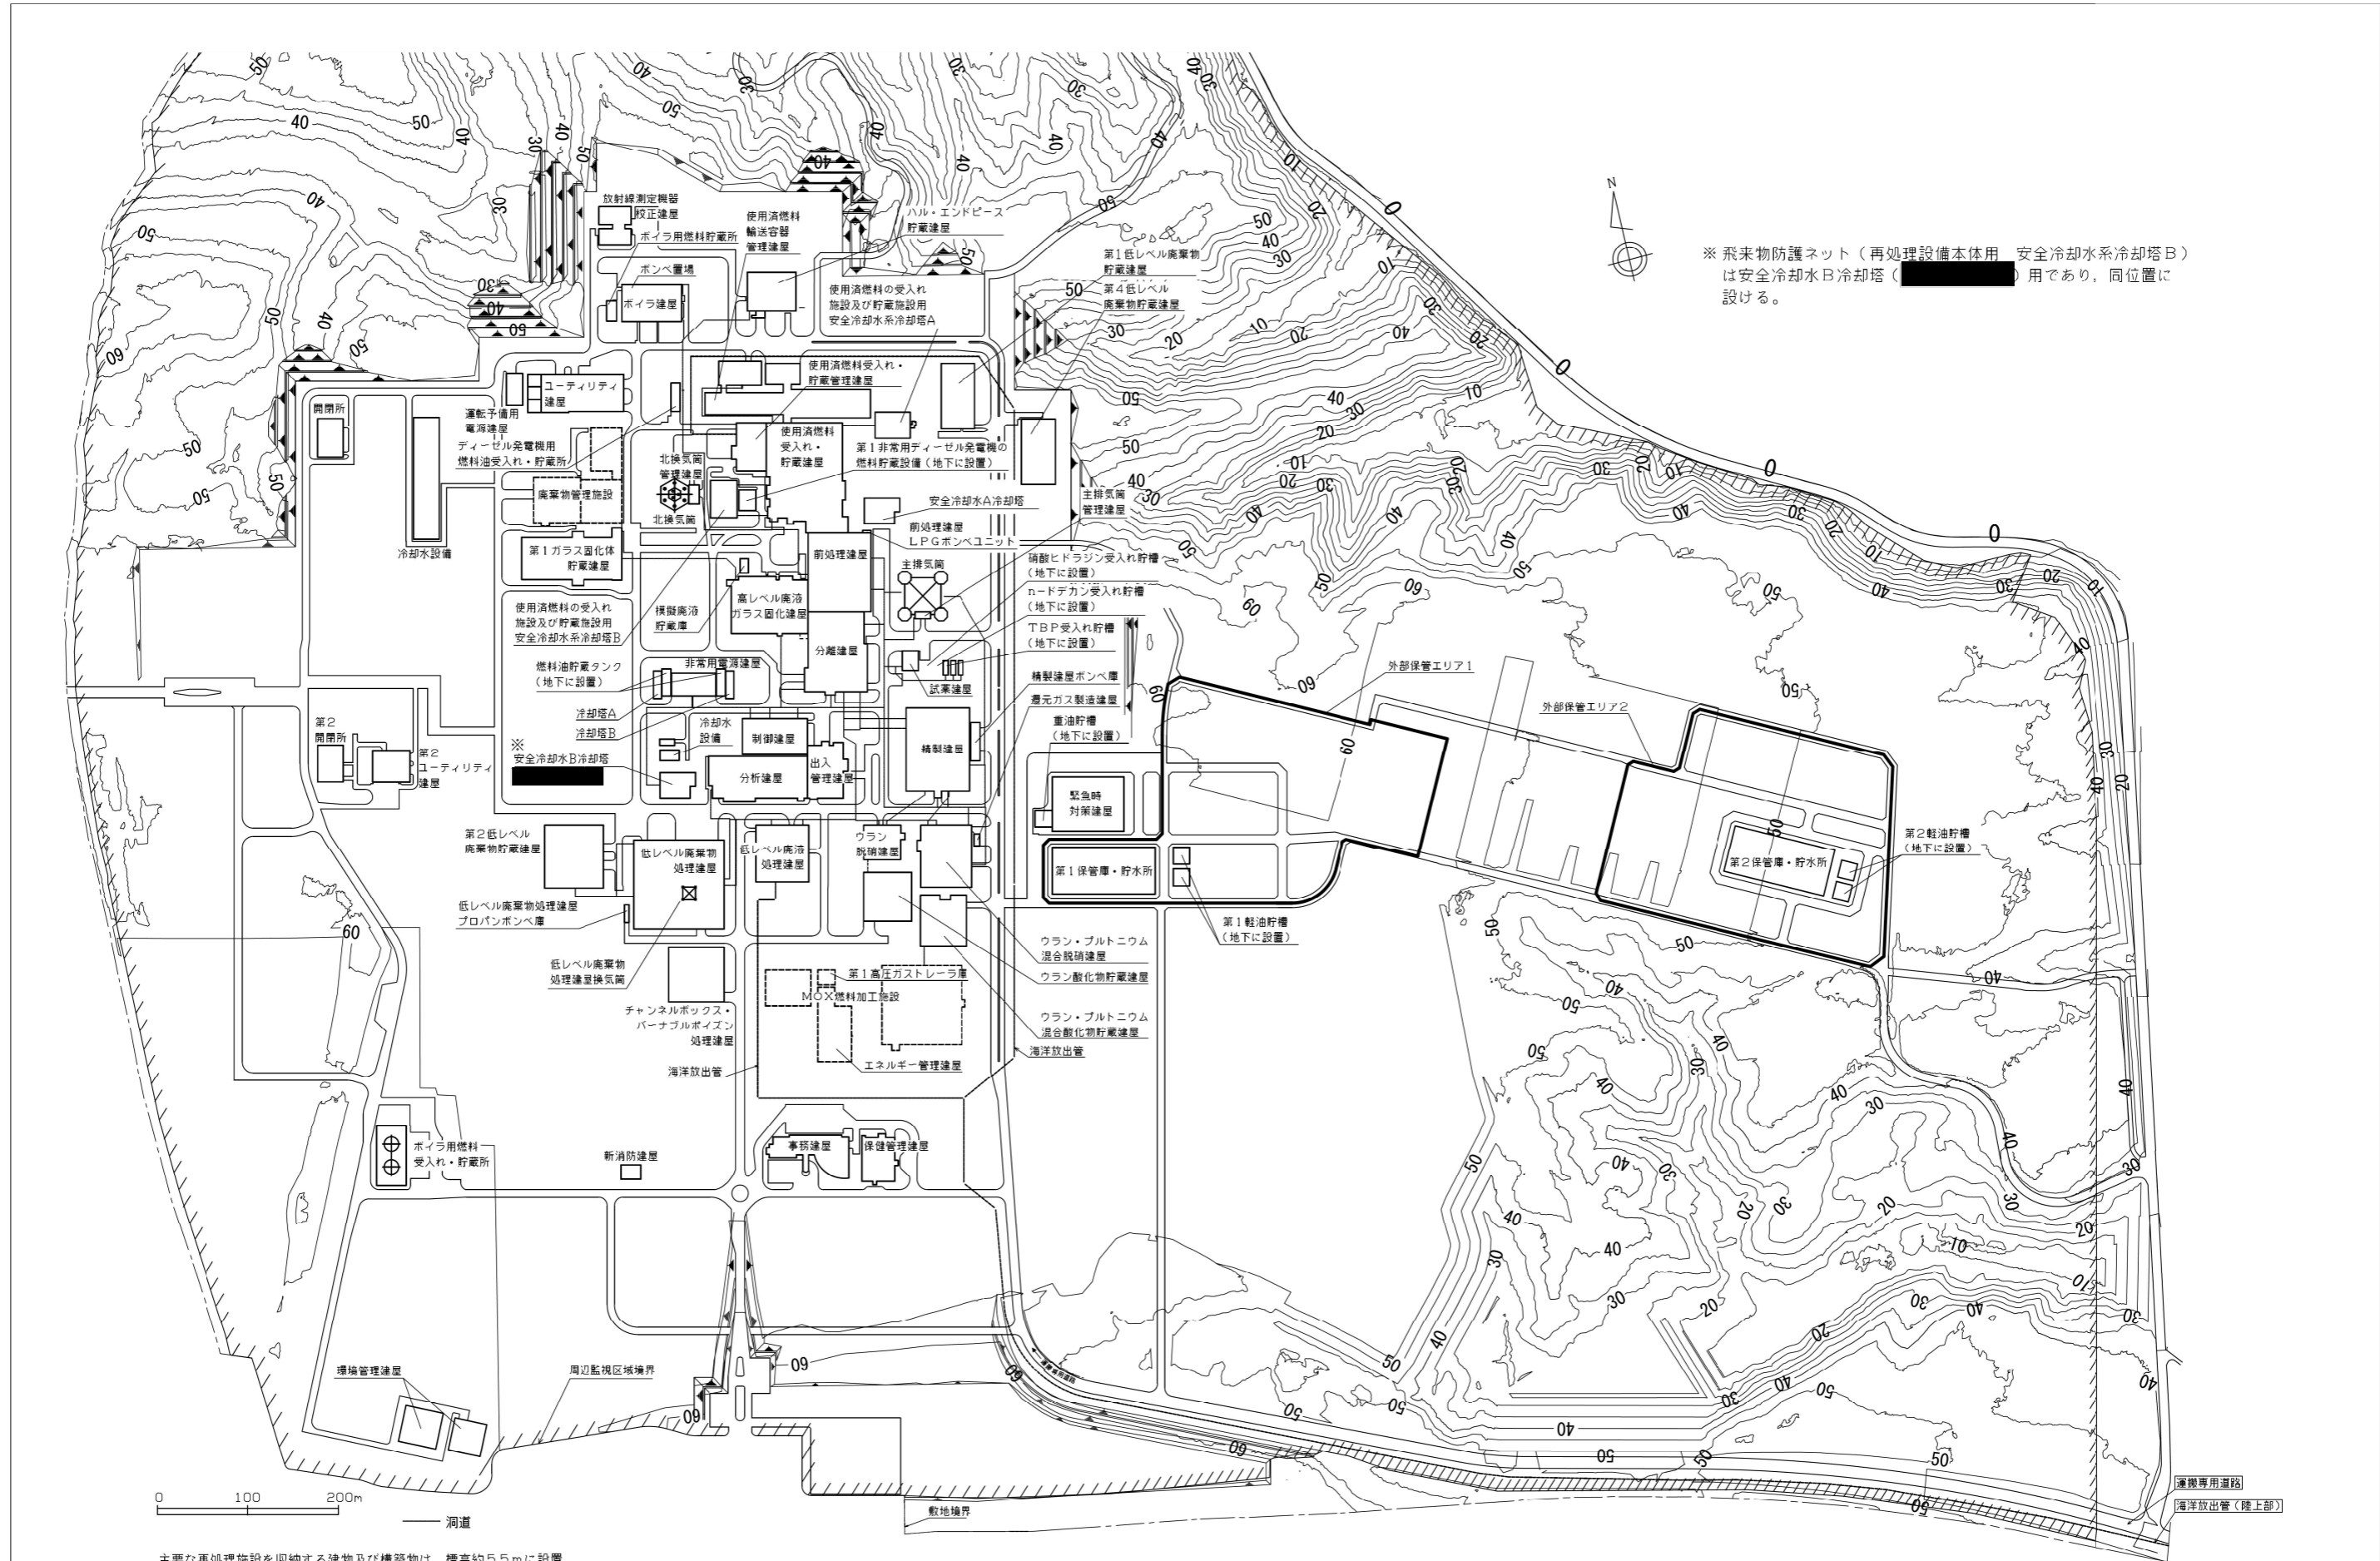 N
※ 飛来物防護ネット（再処理設備本体用　安全冷却水系冷却塔Ｂ）
は安全冷却水Ｂ冷却塔（　　　）用であり，同位置に
設ける。
放射線測定機器
校正建屋
ボイラ用燃料貯蔵所
使用済燃料
輸送容器
管理建屋
ハル・エンドピース
貯蔵建屋
ボンベ置場
ボイラ建屋
使用済燃料の受入れ
施設及び貯蔵施設用
安全冷却水系冷却塔Ａ
第１低レベル廃棄物
貯蔵建屋
第４低レベル
廃棄物貯蔵建屋
ユーティリティ
建屋
開閉所
運転予備用
電源建屋
ディーゼル発電機用
燃料油受入れ・貯蔵所
使用済燃料受入れ・
貯蔵管理建屋
使用済燃料
受入れ・
貯蔵建屋
第１非常用ディーゼル発電機の
燃料貯蔵設備（地下に設置）
北換気筒
管理建屋
廃棄物管理施設
北換気筒
安全冷却水Ａ冷却塔
主排気筒
管理建屋
冷却水設備
第１ガラス固化体
貯蔵建屋
前処理建屋
前処理建屋
ＬＰＧボンベユニット
主排気筒
硝酸ヒドラジン受入れ貯槽
（地下に設置）
ｎ－ドデカン受入れ貯槽
（地下に設置）
ＴＢＰ受入れ貯槽
（地下に設置）
使用済燃料の受入れ
施設及び貯蔵施設用
安全冷却水系冷却塔Ｂ
模擬廃液
貯蔵庫
高レベル廃液
ガラス固化建屋
分離建屋
燃料油貯蔵タンク
（地下に設置）
非常用電源建屋
試薬建屋
精製建屋ボンベ庫
還元ガス製造建屋
重油貯槽
（地下に設置）
外部保管エリア１
外部保管エリア２
冷却塔Ａ
冷却塔Ｂ
冷却水
設備
制御建屋
精製建屋
第２
開閉所
第２
ユーティリティ
建屋
※
安全冷却水Ｂ冷却塔
分析建屋
出入
管理建屋
緊急時
対策建屋
第２低レベル
廃棄物貯蔵建屋
低レベル廃棄物
処理建屋
低レベル廃液
処理建屋
ウラン
脱硝建屋
第１保管庫・貯水所
第２保管庫・貯水所
第２軽油貯槽
（地下に設置）
低レベル廃棄物処理建屋
プロパンボンベ庫
第１軽油貯槽
（地下に設置）
低レベル廃棄物
処理建屋換気筒
第１高圧ガストレーラ庫
ＭＯＸ燃料加工施設
ウラン・プルトニウム
混合脱硝建屋
ウラン酸化物貯蔵建屋
チャンネルボックス・
バーナブルポイズン
処理建屋
ウラン・プルトニウム
混合酸化物貯蔵建屋
海洋放出管
エネルギー管理建屋
海洋放出管
ボイラ用燃料
受入れ・貯蔵所
新消防建屋
事務建屋
保健管理建屋
環境管理建屋
周辺監視区域境界
運搬専用道路
敷地境界
運搬専用道路
海洋放出管（陸上部）
0 100 200m
洞道
主要な再処理施設を収納する建物及び構築物は，標高約５５ｍに設置